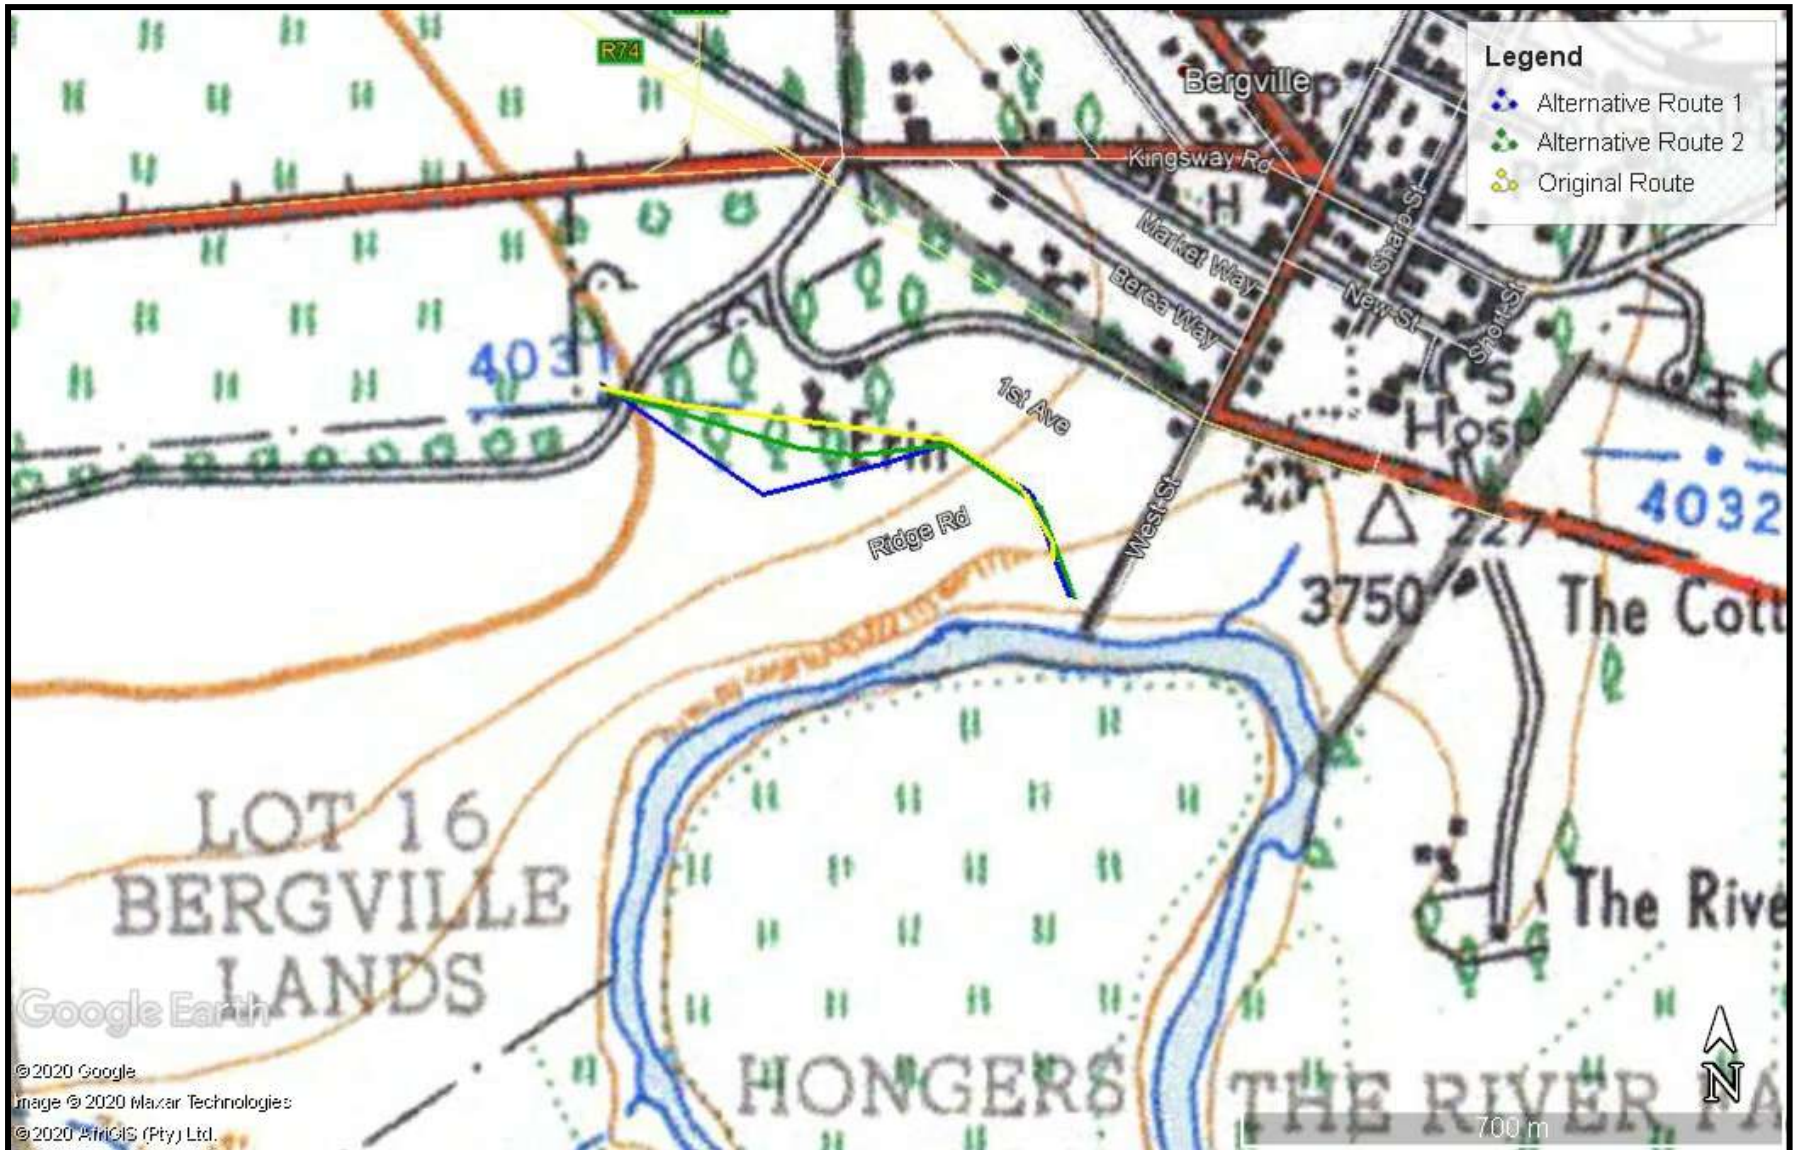 R74
Bergville
Legend
Alternative Route 1
Alternative Route 2
Original Route
Kingsway Rd
H
Market Way
Sharp St
Berea Way
New St
Short St
4031
S
Hosp
1st Ave
West St
Ridge Rd
4032
227
3750
The Cott
LOT 16
BERGVILLE
LANDS
The Rive
Google Earth
©2020 Google
mage © 2020 Maxar Technologies
©2020 AfriGIS (Pty) Ltd.
HONGERS
THE RIVER FA
N
700 m